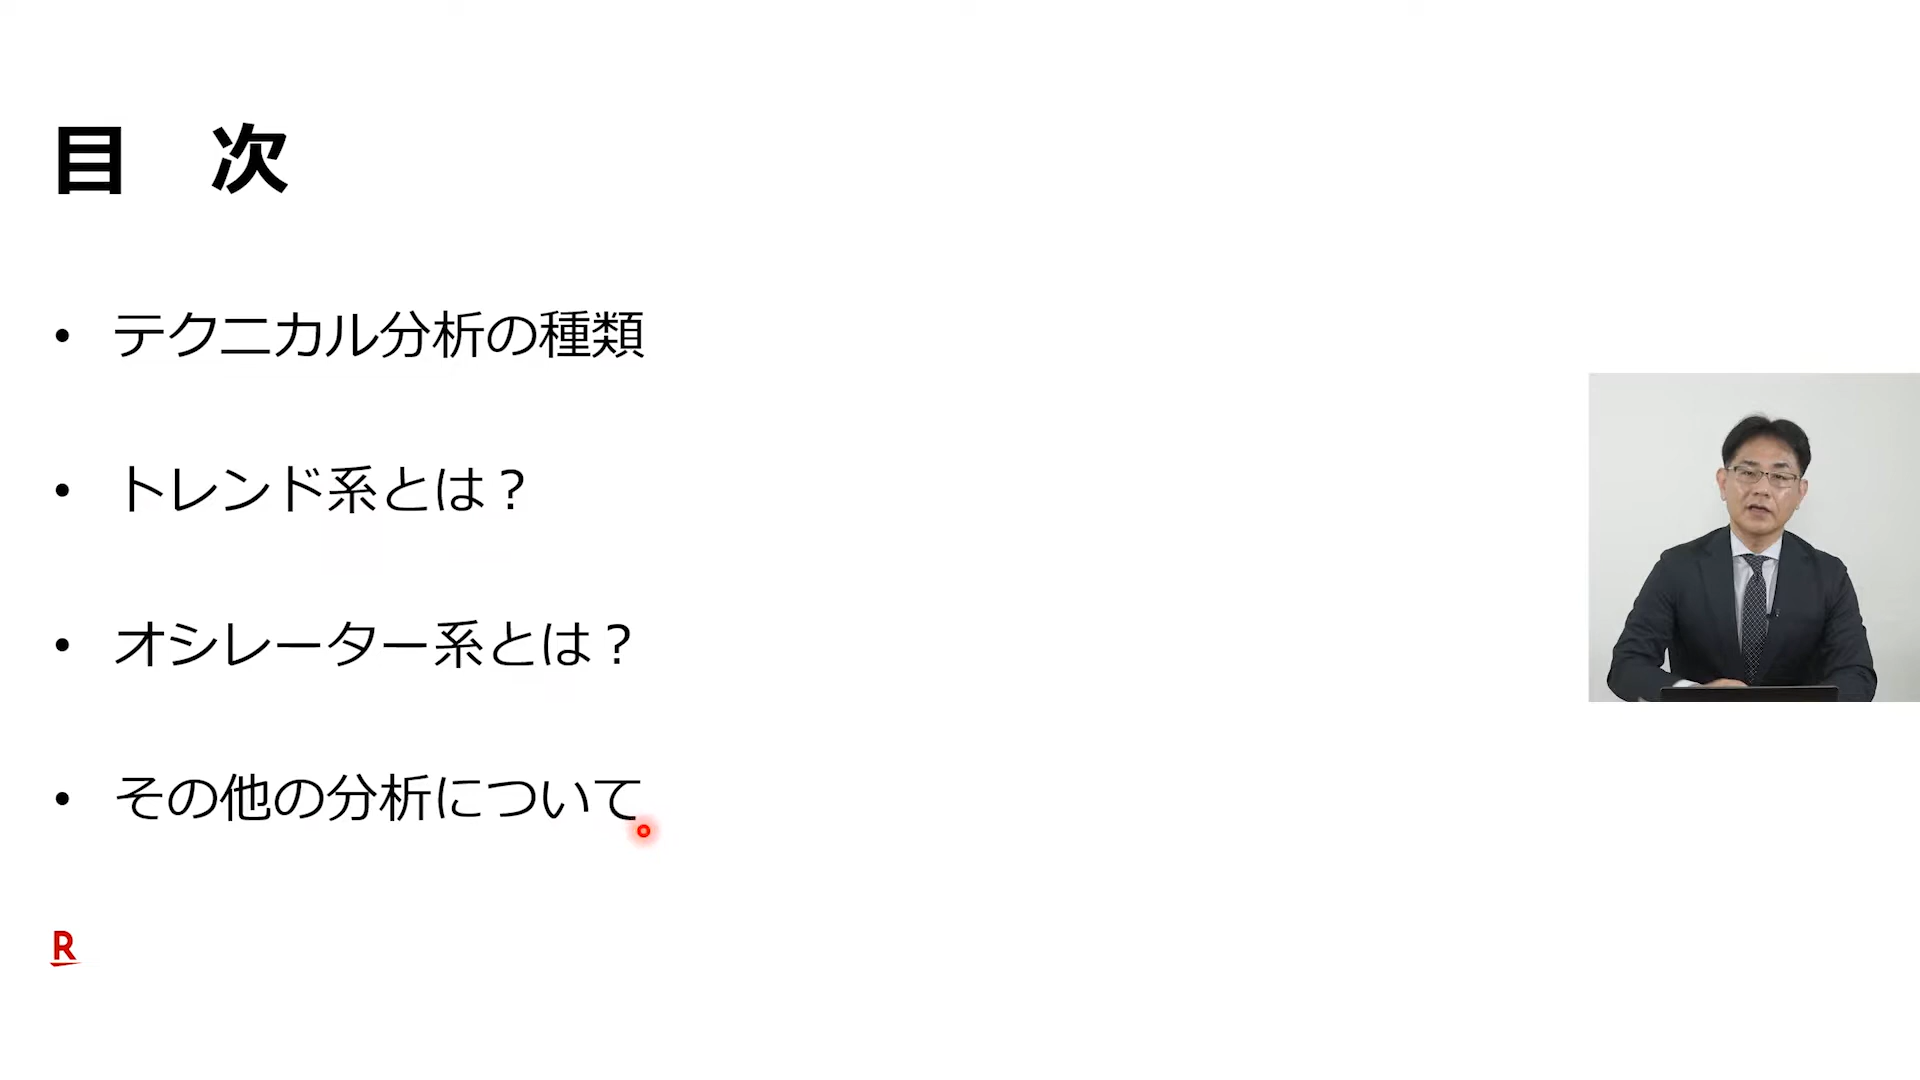 目　次
• テクニカル分析の種類
• トレンド系とは？
• オシレーター系とは？
• その他の分析について
R